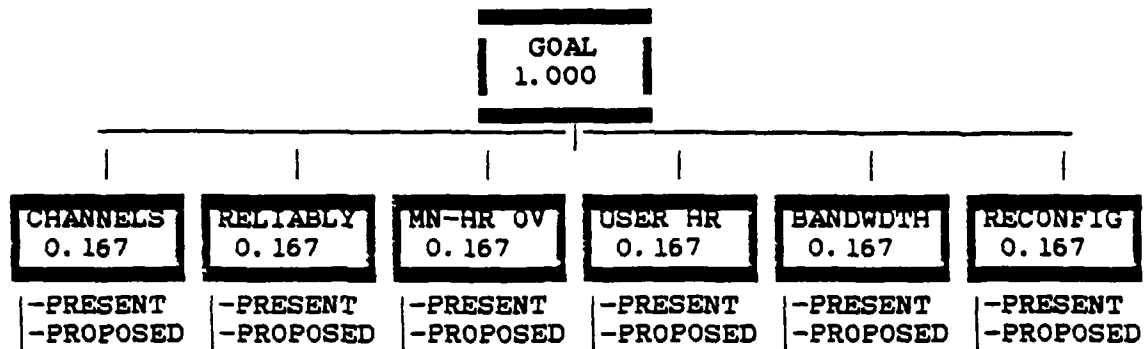 GOAL
1.000
CHANNELS RELIABLY MN-HR OV USER HR BANDWDTH RECONFIG
0.167 0.167 0.167 0.167 0.167 0.167
-PRESENT -PRESENT -PRESENT -PRESENT -PRESENT -PRESENT
-PROPOSED -PROPOSED -PROPOSED -PROPOSED -PROPOSED -PROPOSED